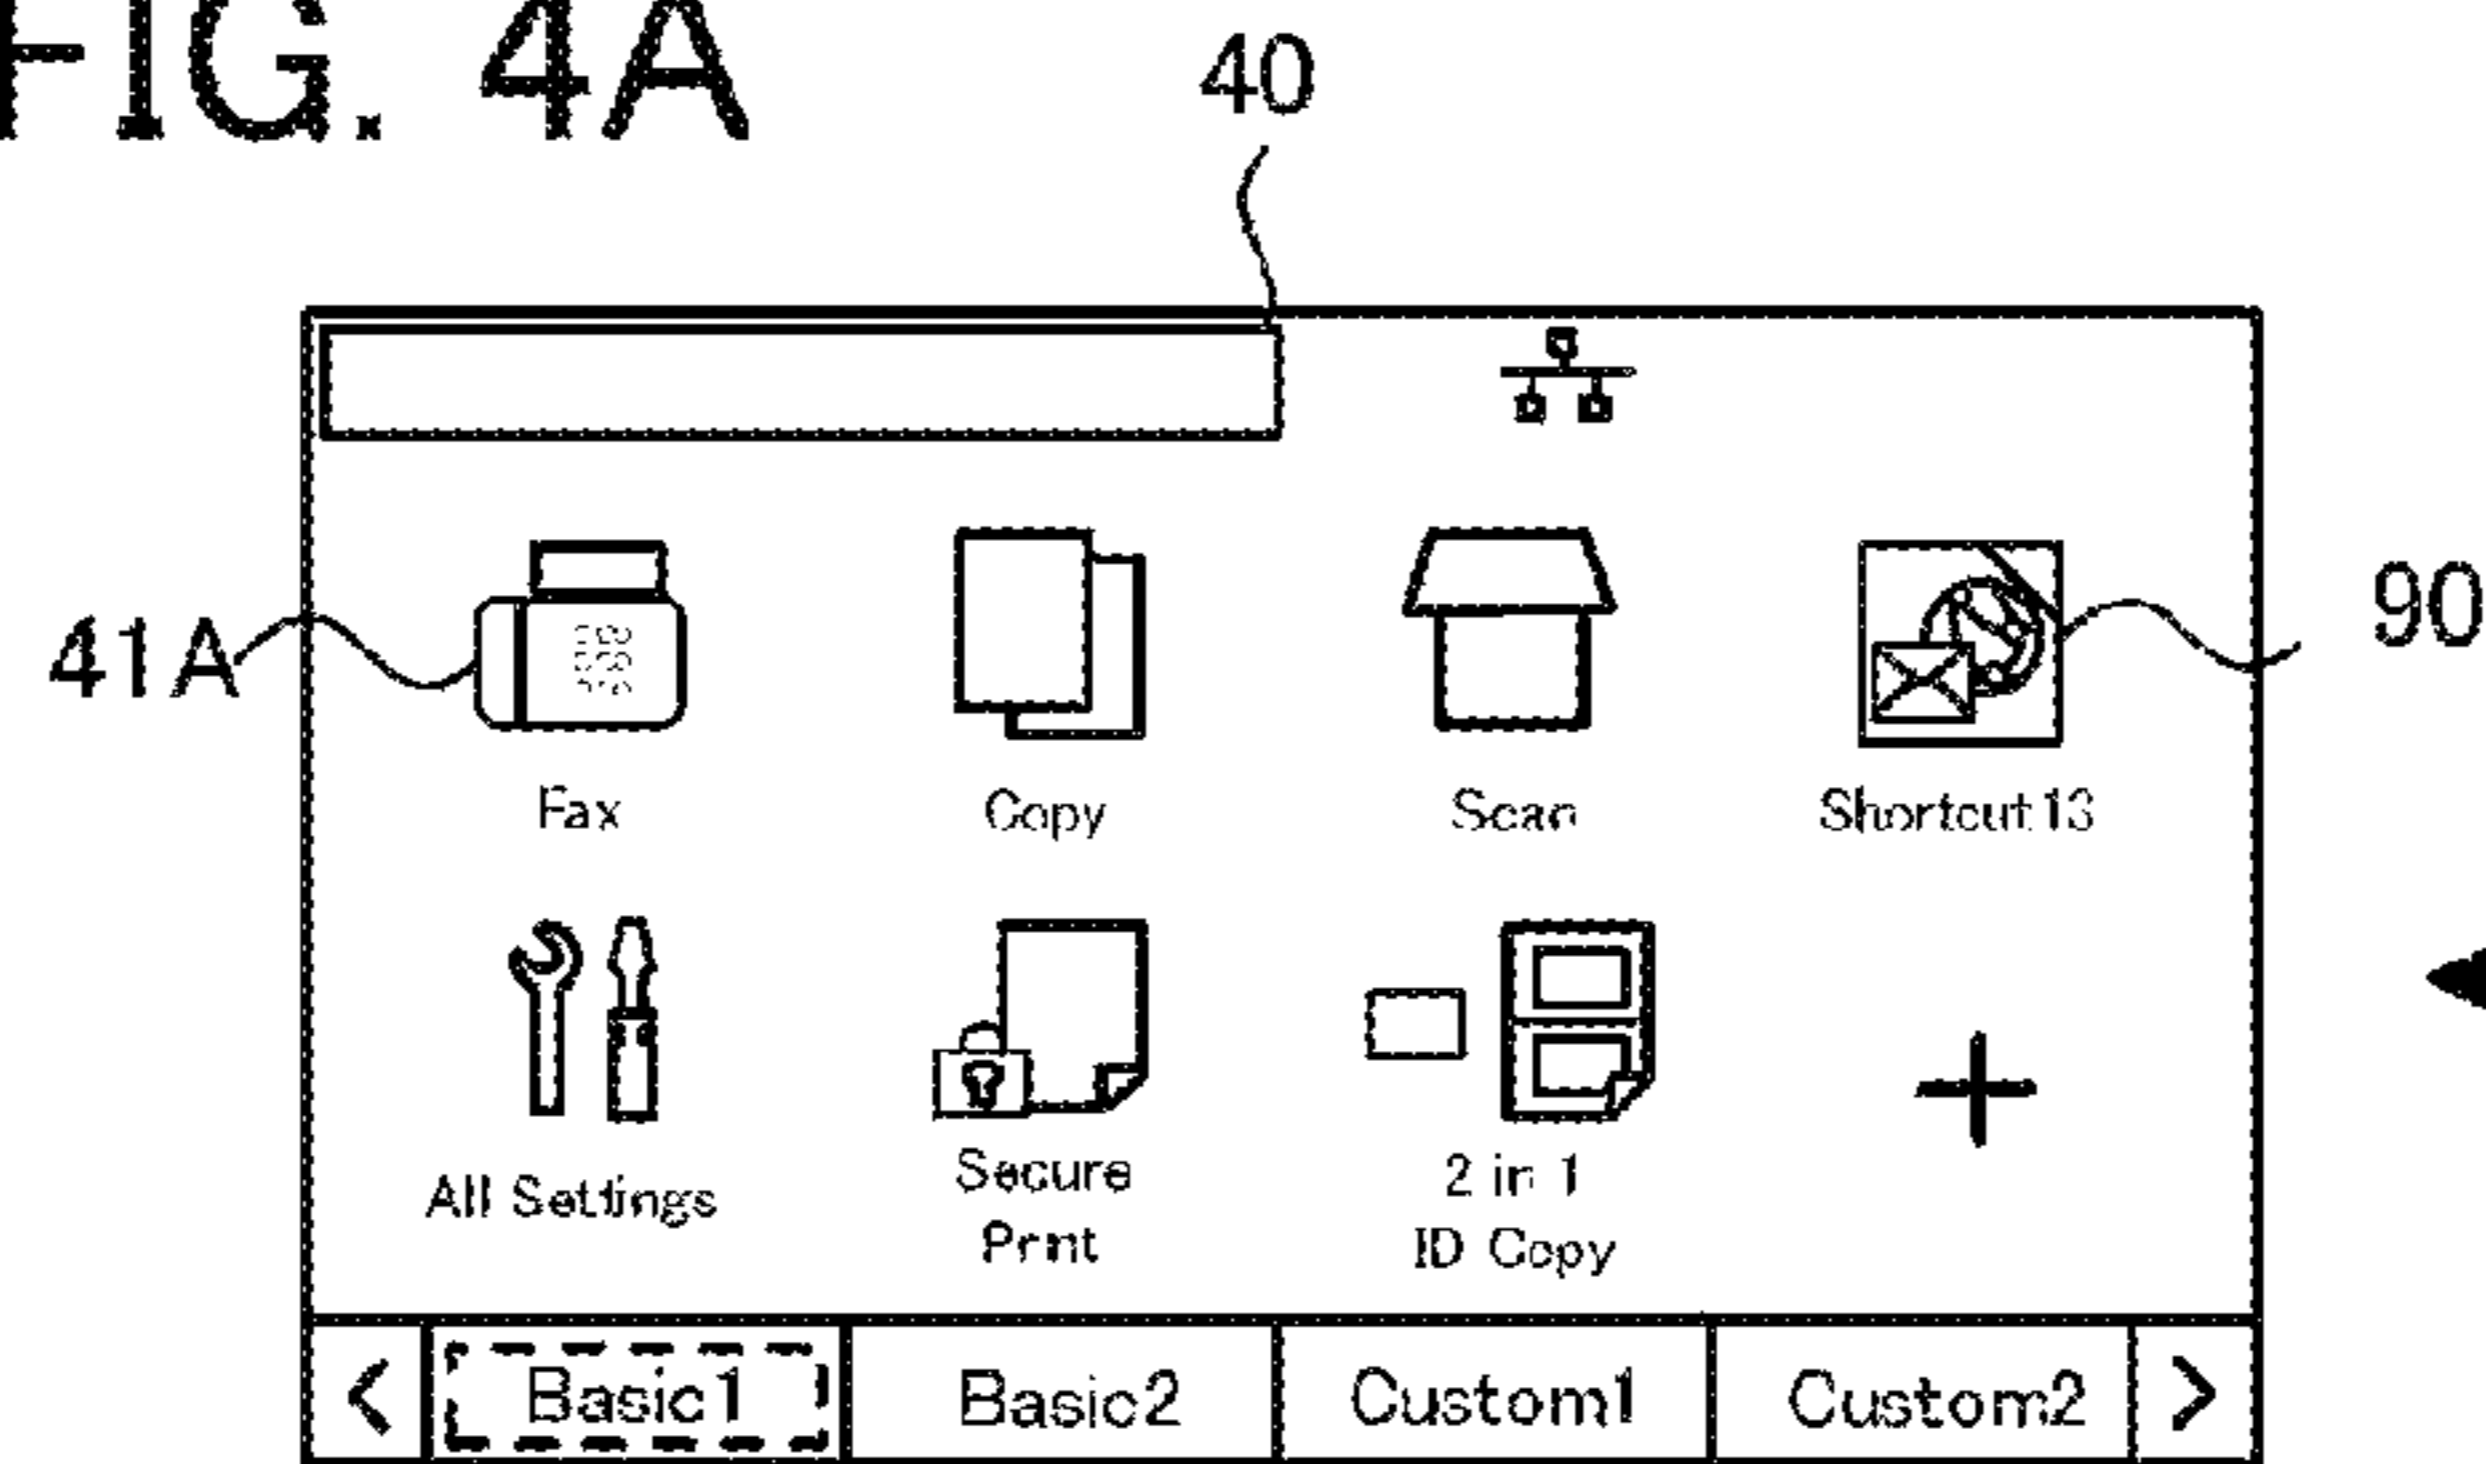 FIG. 4A
40
41A
90
Fax
Copy
Scan
Shortcut13
All Settings
Secure
Print
2 in 1
ID Copy
< Basic1 Basic2 Custom1 Custom2 >